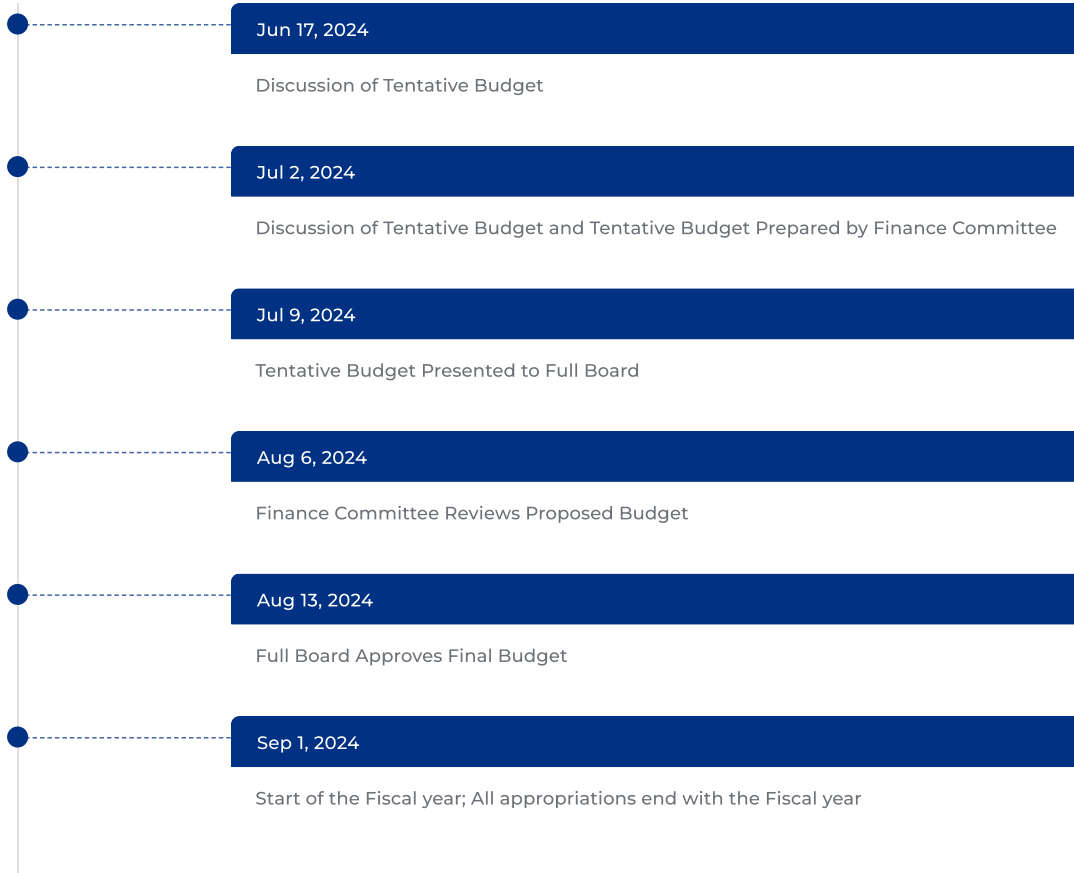 Jun 17, 2024
Discussion of Tentative Budget
Jul 2, 2024
Discussion of Tentative Budget and Tentative Budget Prepared by Finance Committee
Jul 9, 2024
Tentative Budget Presented to Full Board
Aug 6, 2024
Finance Committee Reviews Proposed Budget
Aug 13, 2024
Full Board Approves Final Budget
Sep 1, 2024
Start of the Fiscal year; All appropriations end with the Fiscal year